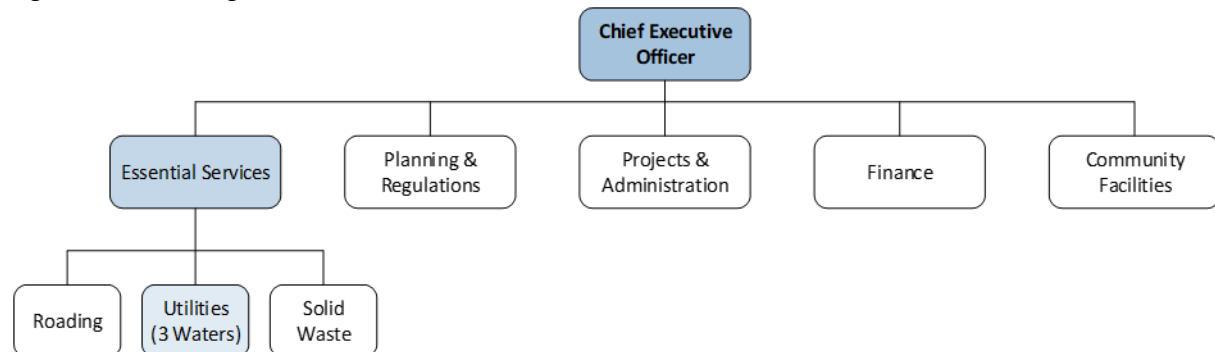 Chief Executive
Officer
Essential Services
Planning &
Regulations
Projects &
Administration
Finance
Community
Facilities
Roading
Utilities
(3 Waters)
Solid
Waste